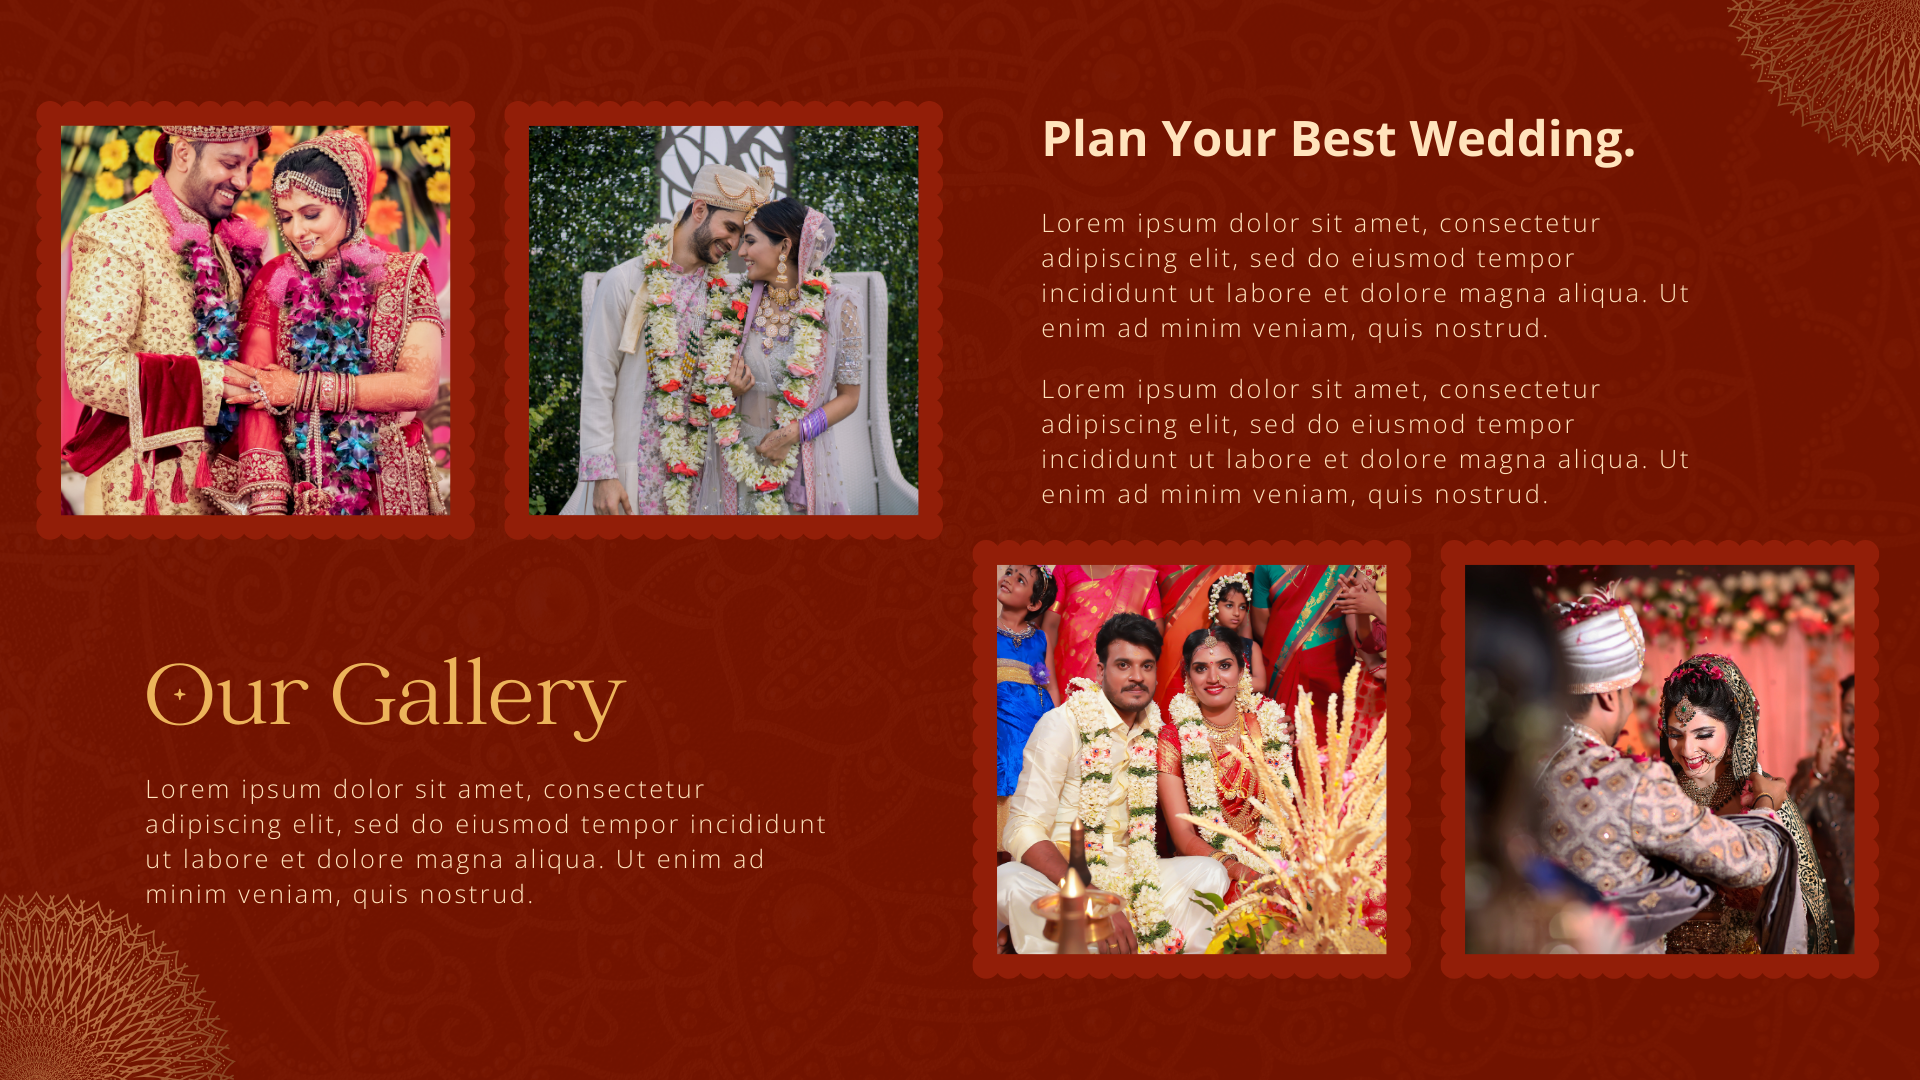 Plan Your Best Wedding.
Lorem ipsum dolor sit amet, consectetur
adipiscing elit, sed do eiusmod tempor
incididunt ut labore et dolore magna aliqua. Ut
enim ad minim veniam, quis nostrud.
Lorem ipsum dolor sit amet, consectetur
adipiscing elit, sed do eiusmod tempor
incididunt ut labore et dolore magna aliqua. Ut
enim ad minim veniam, quis nostrud.
Our Gallery
Lorem ipsum dolor sit amet, consectetur
adipiscing elit, sed do eiusmod tempor incididunt
ut labore et dolore magna aliqua. Ut enim ad
minim veniam, quis nostrud.